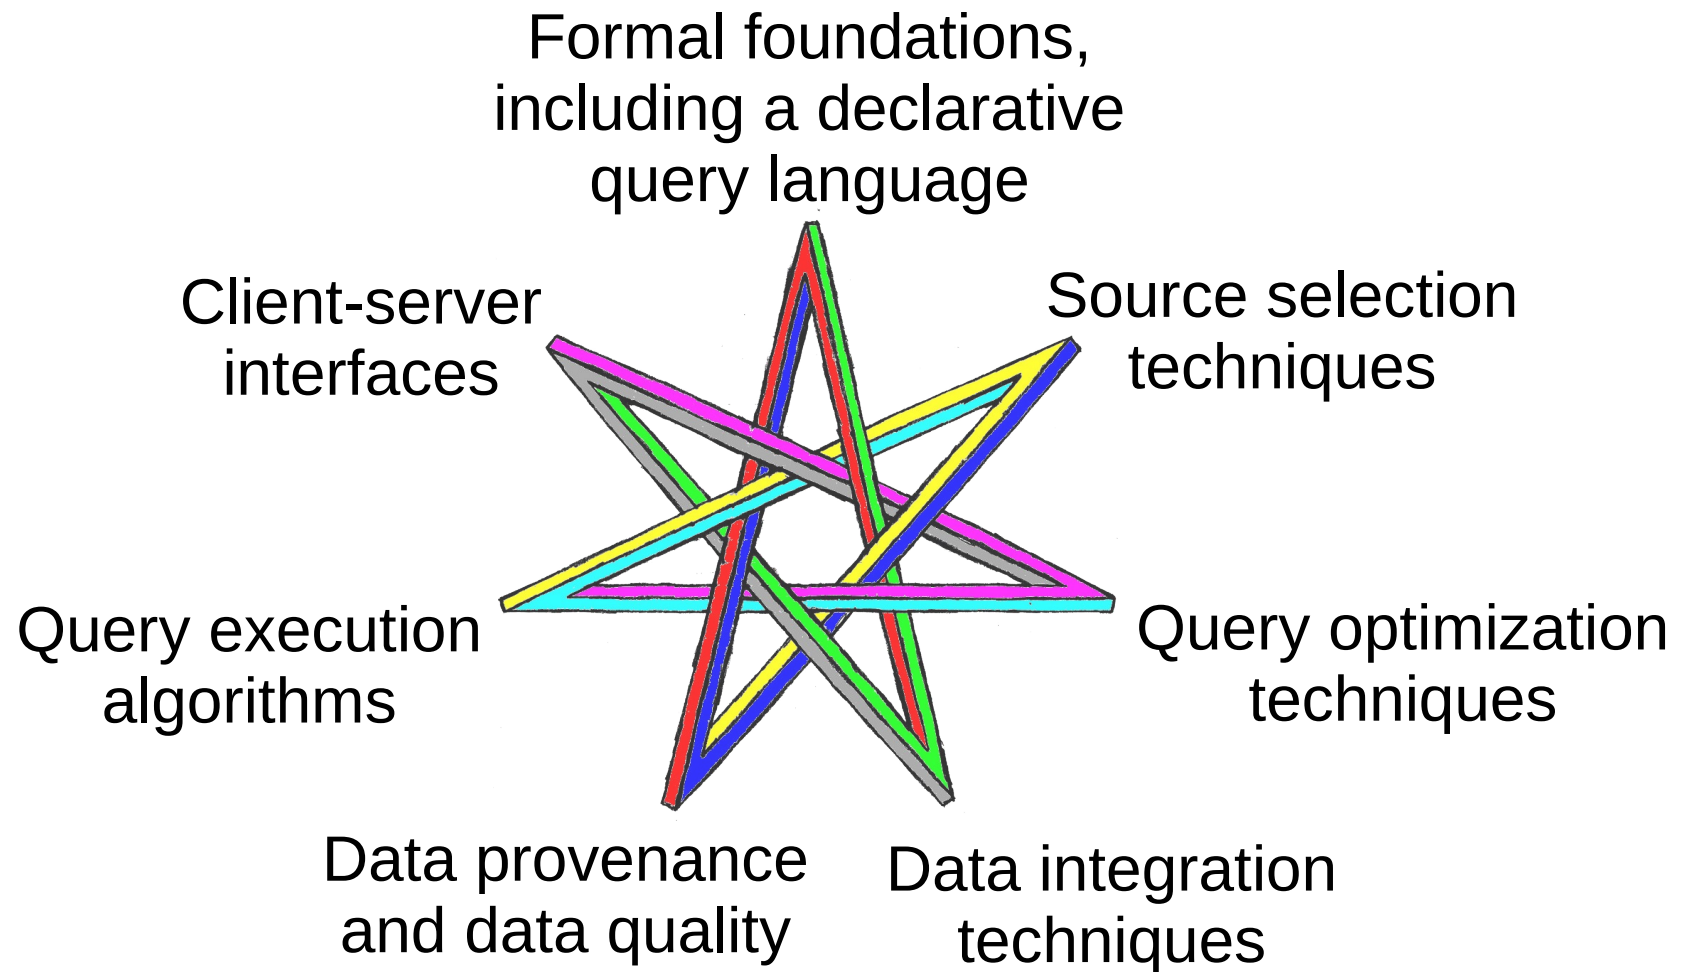 Formal foundations,
including a declarative
query language
Client-server
interfaces
Source selection
techniques
Query execution
algorithms
Query optimization
techniques
Data provenance
and data quality
Data integration
techniques